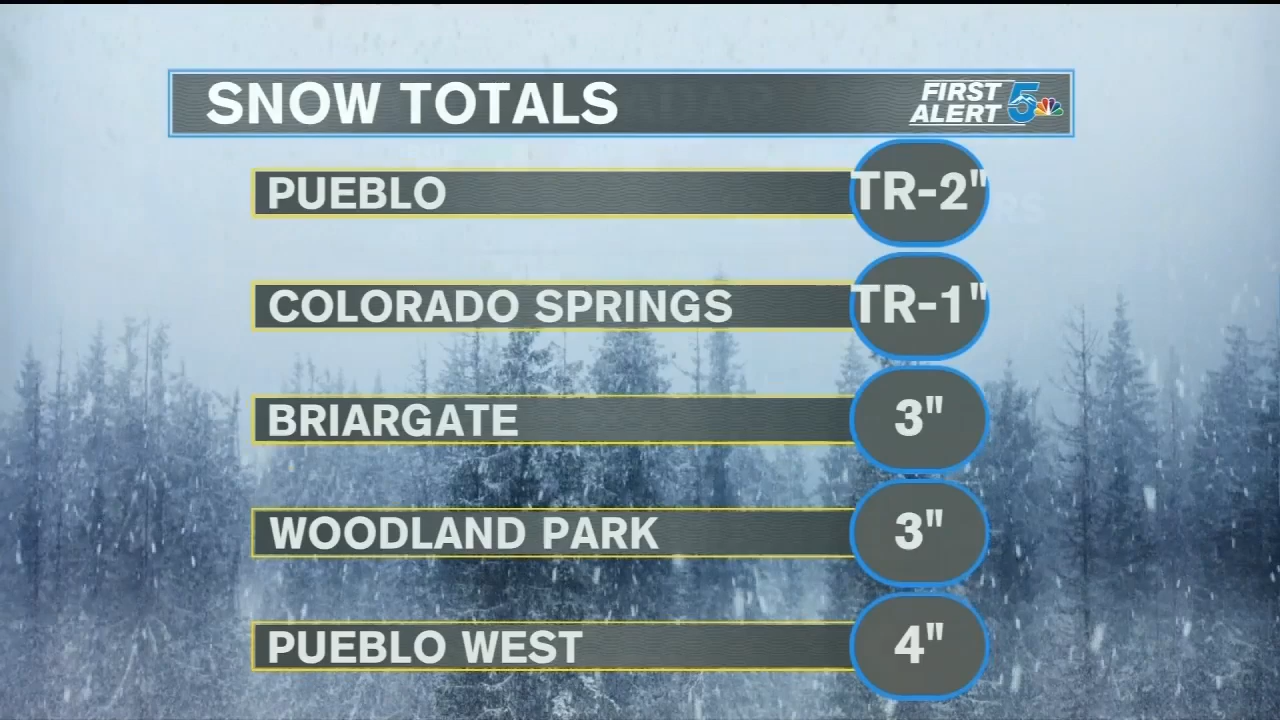 SNOW TOTALS
FIRST
ALERT 5
PUEBLO
TR-2"
COLORADO SPRINGS
TR-1"
BRIARGATE
3"
WOODLAND PARK
3"
PUEBLO WEST
4"